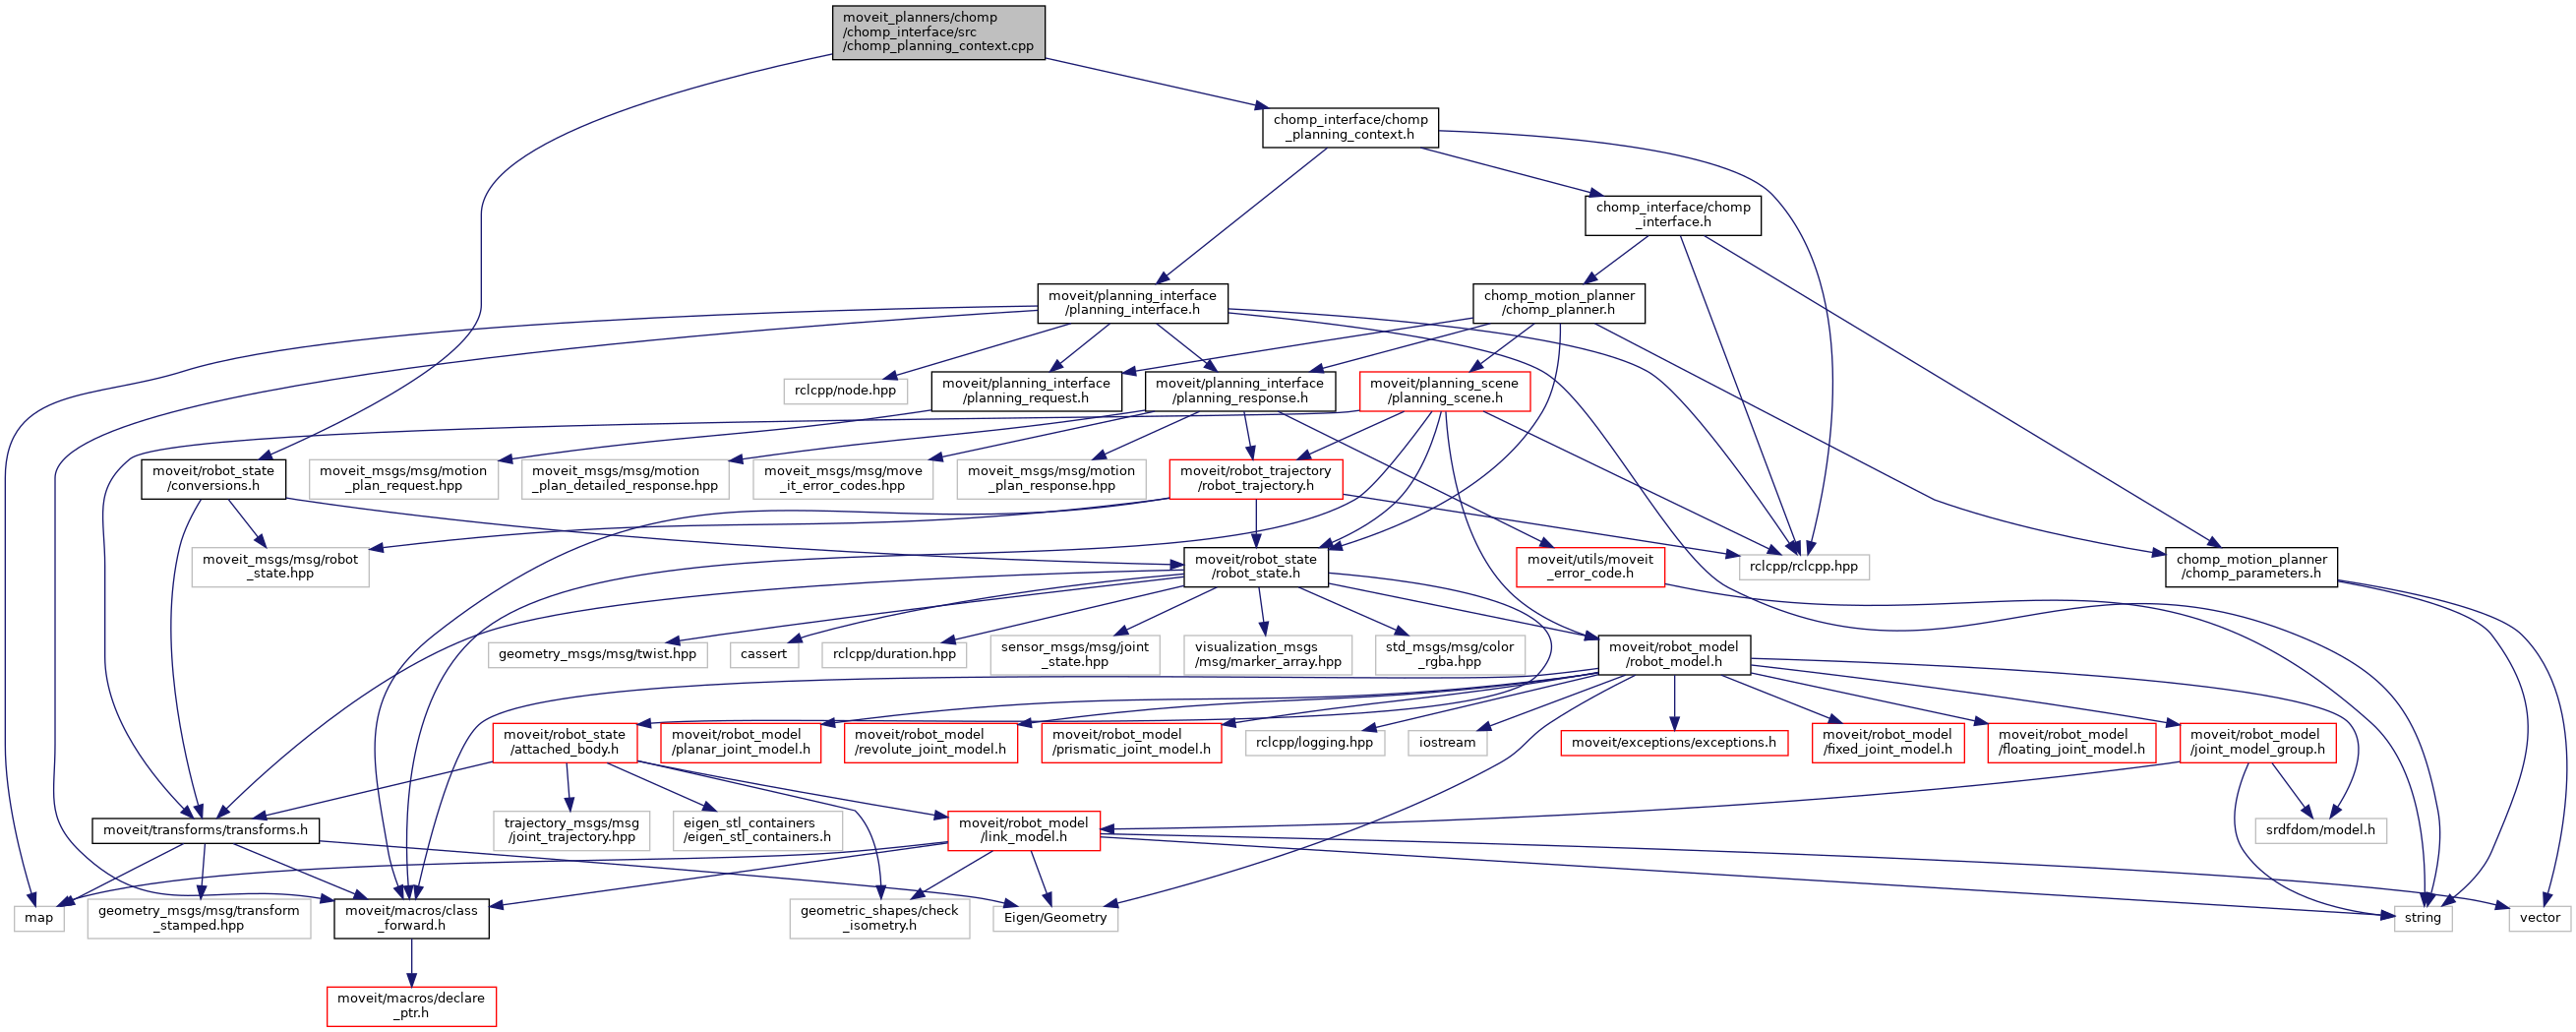 moveit_planners/chomp
/chomp_interface/src
/chomp_planning_context.cpp
chomp_interface/chomp
_planning_context.h
chomp_interface/chomp
_interface.h
moveit/planning_interface
/planning_interface.h
chomp_motion_planner
/chomp_planner.h
rclcpp/node.hpp
moveit/planning_interface
/planning_request.h
moveit/planning_interface
/planning_response.h
moveit/planning_scene
/planning_scene.h
moveit/robot_state
/conversions.h
moveit_msgs/msg/motion
_plan_request.hpp
moveit_msgs/msg/motion
_plan_detailed_response.hpp
moveit_msgs/msg/move
_it_error_codes.hpp
moveit_msgs/msg/motion
_plan_response.hpp
moveit/robot_trajectory
/robot_trajectory.h
moveit_msgs/msg/robot
_state.hpp
moveit/robot_state
/robot_state.h
moveit/utils/moveit
_error_code.h
rclcpp/rclcpp.hpp
chomp_motion_planner
/chomp_parameters.h
geometry_msgs/msg/twist.hpp
cassert
rclcpp/duration.hpp
sensor_msgs/msg/joint
_state.hpp
visualization_msgs
/msg/marker_array.hpp
std_msgs/msg/color
_rgba.hpp
moveit/robot_model
/robot_model.h
moveit/robot_state
/attached_body.h
moveit/robot_model
/planar_joint_model.h
moveit/robot_model
/revolute_joint_model.h
moveit/robot_model
/prismatic_joint_model.h
rclcpp/logging.hpp
iostream
moveit/exceptions/exceptions.h
moveit/robot_model
/fixed_joint_model.h
moveit/robot_model
/floating_joint_model.h
moveit/robot_model
/joint_model_group.h
moveit/transforms/transforms.h
trajectory_msgs/msg
/joint_trajectory.hpp
eigen_stl_containers
/eigen_stl_containers.h
moveit/robot_model
/link_model.h
srdfdom/model.h
map
geometry_msgs/msg/transform
_stamped.hpp
moveit/macros/class
_forward.h
geometric_shapes/check
_isometry.h
Eigen/Geometry
string
vector
moveit/macros/declare
_ptr.h